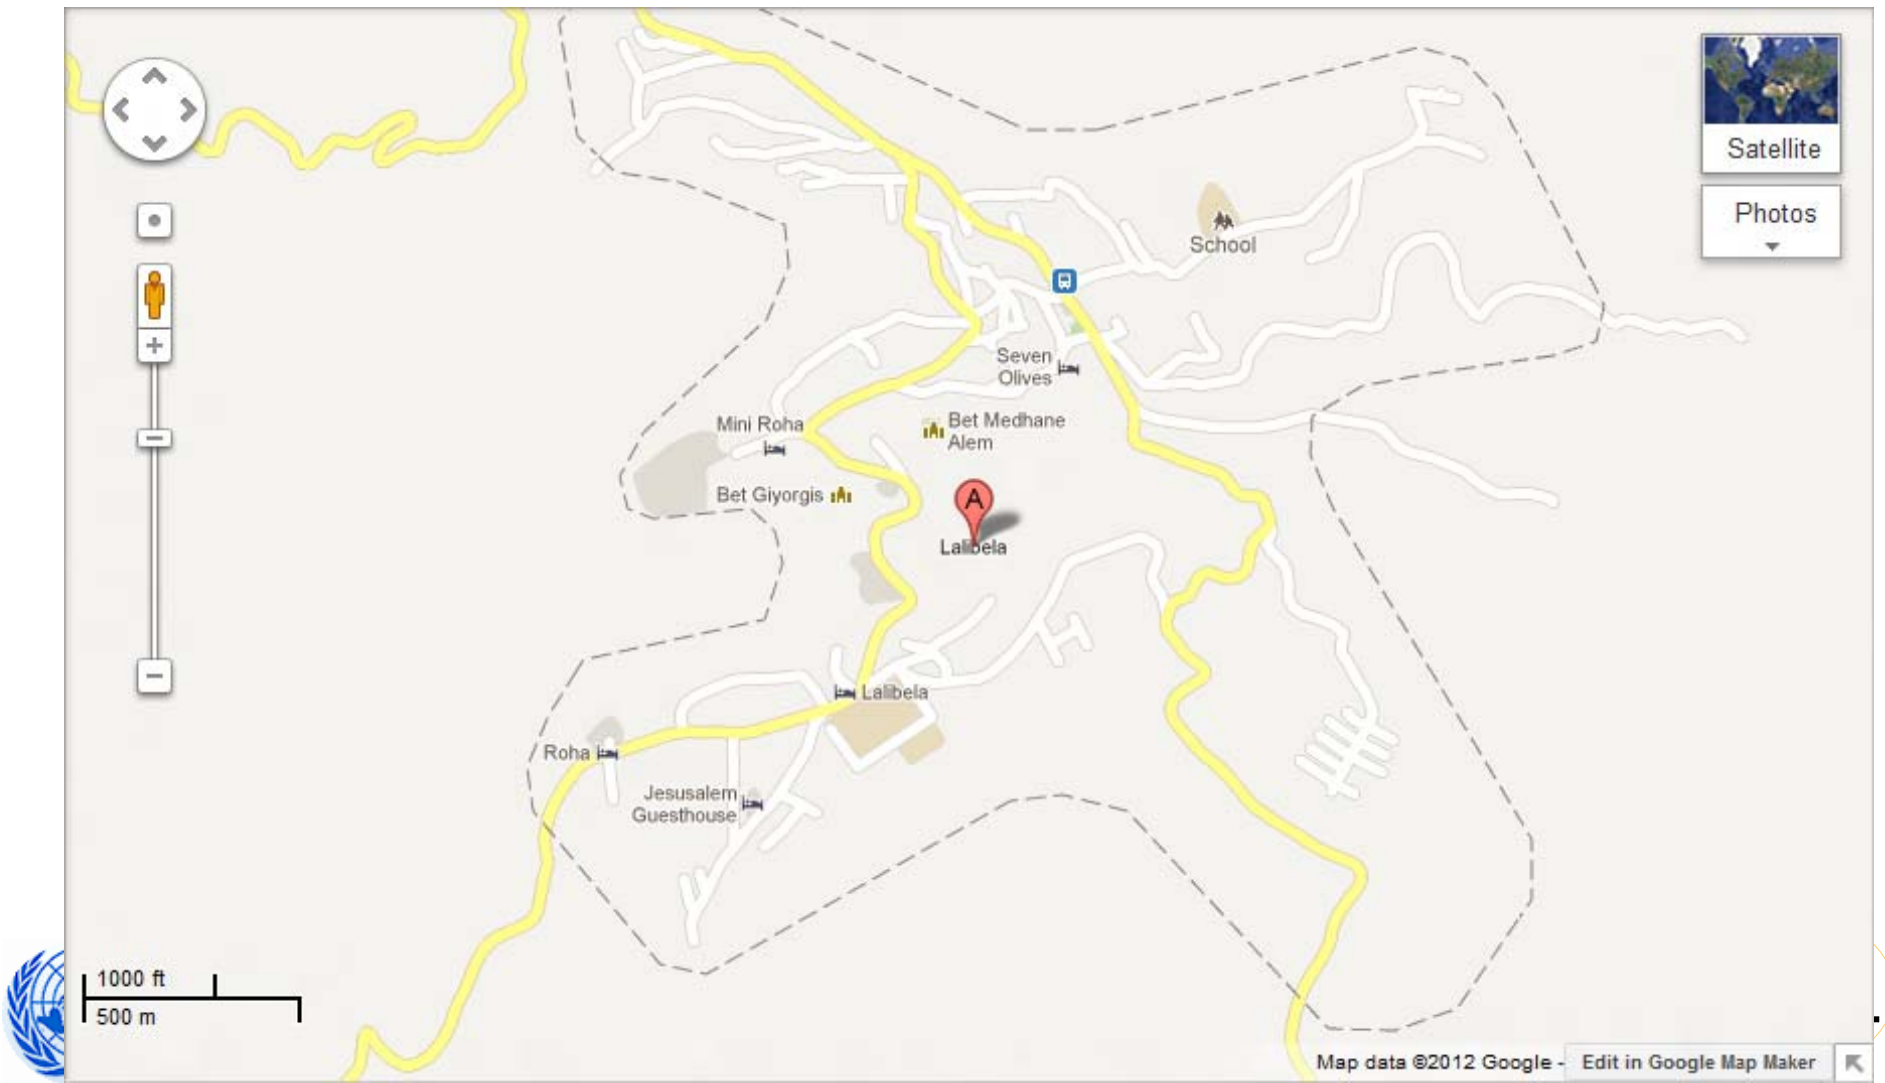 Satellite
Photos
School
Seven
Olives
Mini Roha
Bet Medhane
Alem
Bet Giyorgis
A
Lalibela
Lalibela
Roha
Jesusalem
Guesthouse
1000 ft
500 m
Map data ©2012 Google -
Edit in Google Map Maker